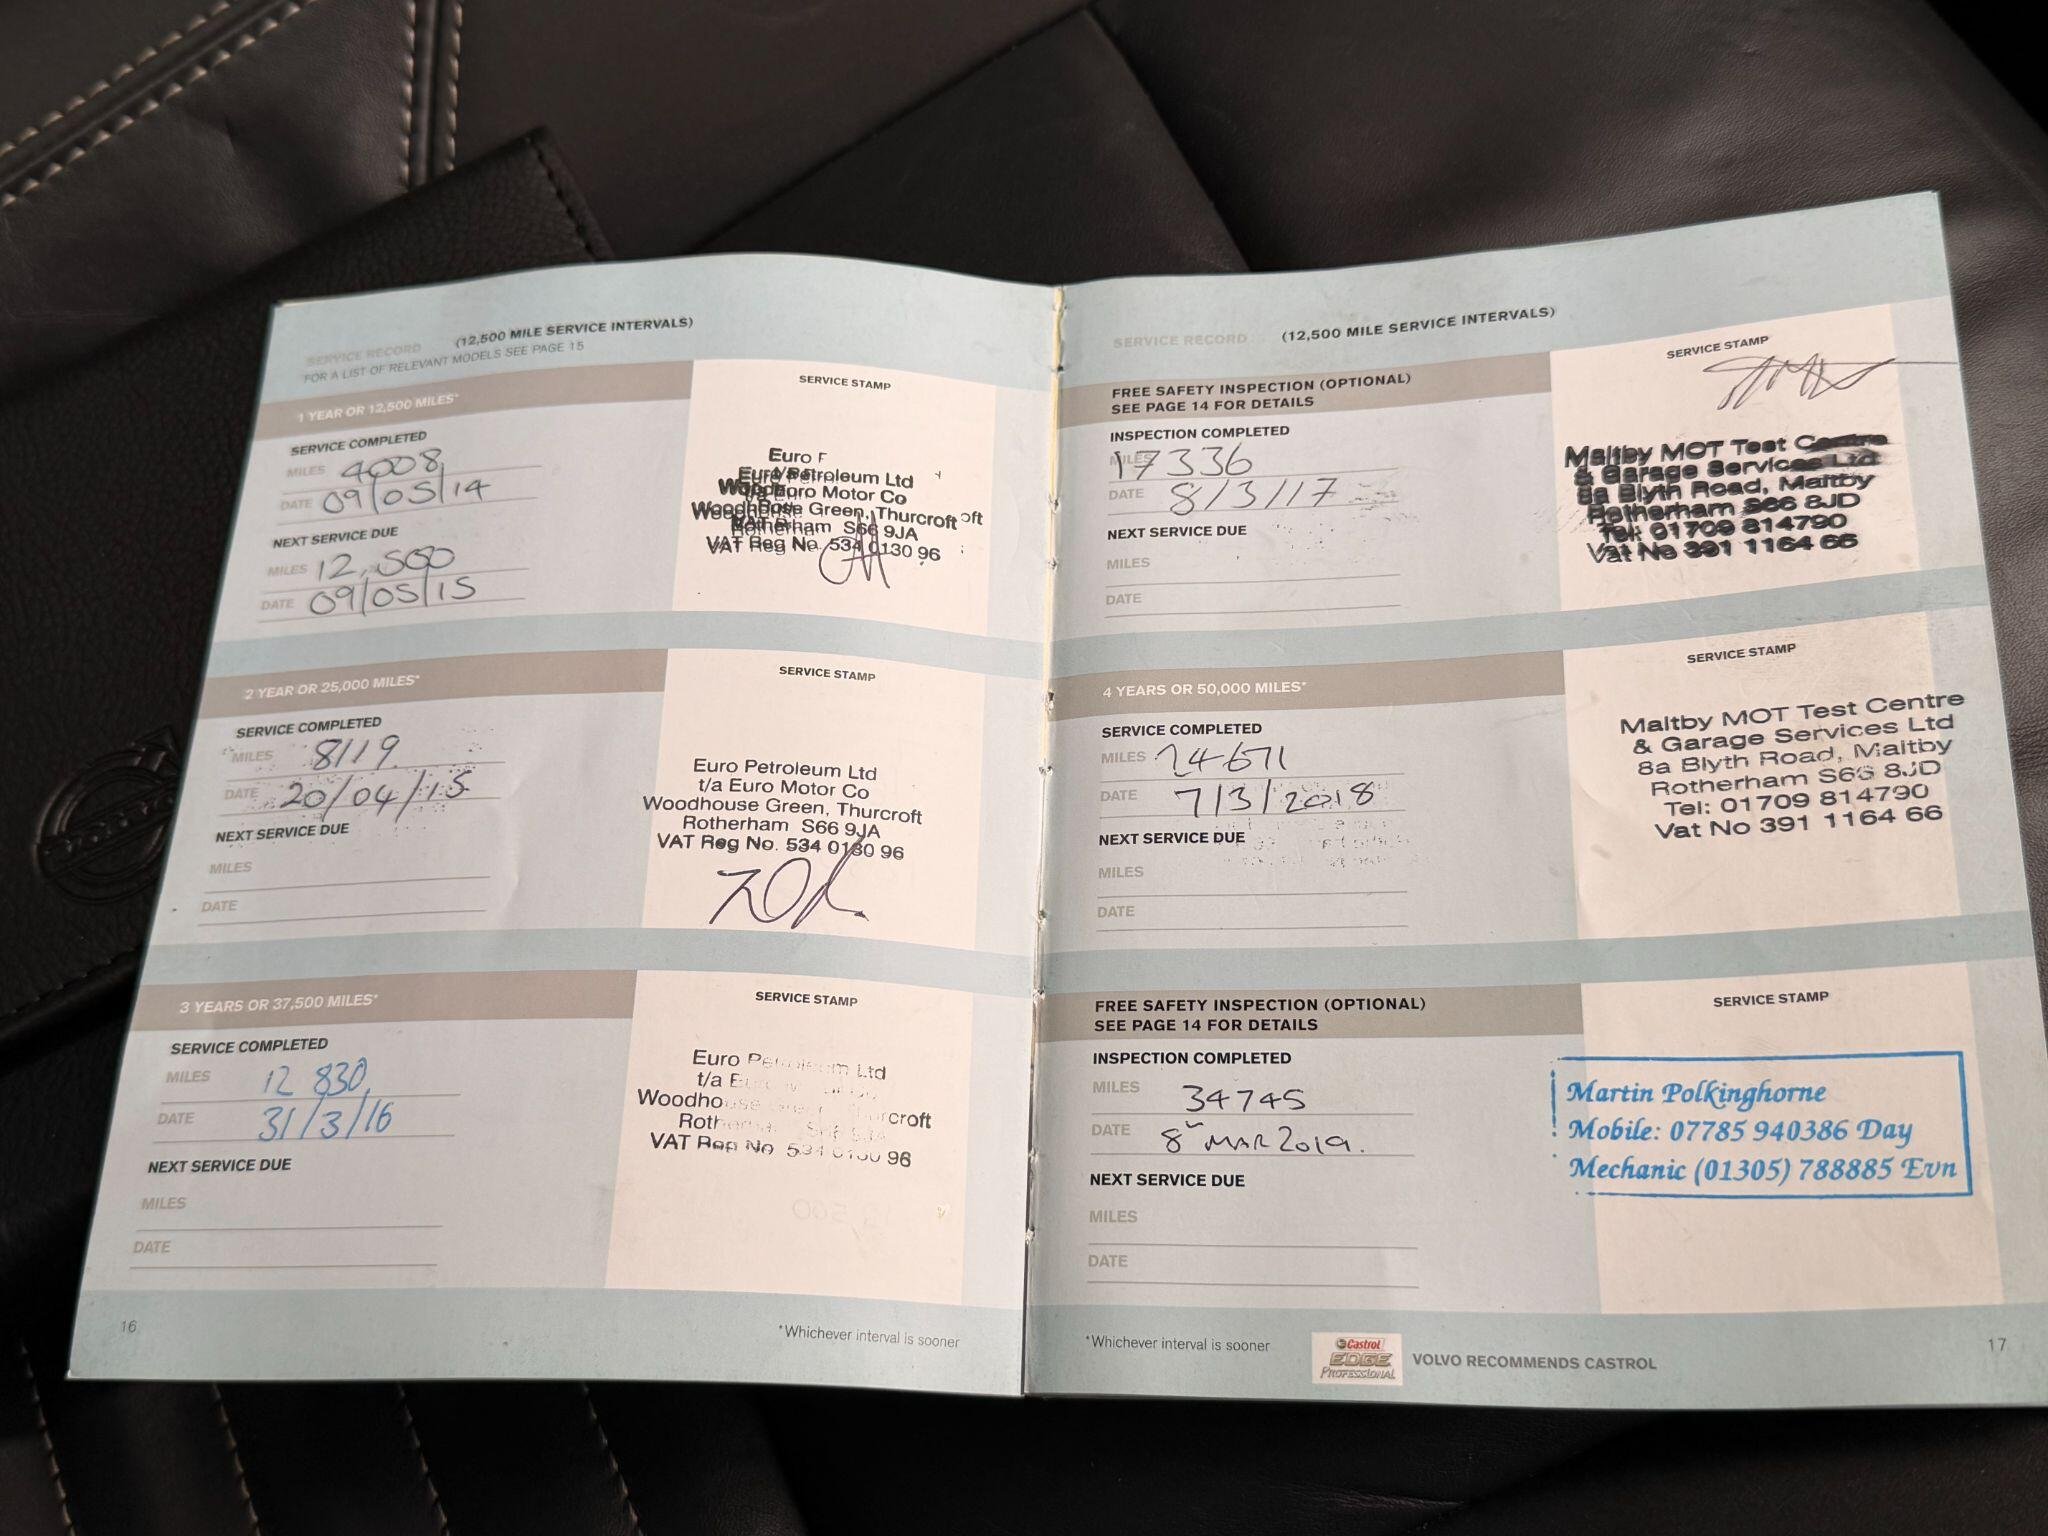 SERVICE RECORD (12,500 MILE SERVICE INTERVALS)
FOR A LIST OF RELEVANT MODELS SEE PAGE 15
1 YEAR OR 12,500 MILES*
SERVICE COMPLETED
MILES 4008
DATE 09/05/14
NEXT SERVICE DUE
MILES 12,500
DATE 09/05/15
SERVICE STAMP
Euro Petroleum Ltd
Euro Motor Co
Woodhouse Green, Thurcroft
Rotherham S66 9JA
VAT Reg No. 534 0130 96
2 YEAR OR 25,000 MILES*
SERVICE COMPLETED
MILES 8119
DATE 20/04/15
NEXT SERVICE DUE
MILES
DATE
SERVICE STAMP
Euro Petroleum Ltd
t/a Euro Motor Co
Woodhouse Green, Thurcroft
Rotherham S66 9JA
VAT Reg No. 534 0130 96
3 YEARS OR 37,500 MILES*
SERVICE COMPLETED
MILES 12 830
DATE 31/3/16
NEXT SERVICE DUE
MILES
DATE
SERVICE STAMP
Euro Petroleum Ltd
t/a Euro
Woodhouse Thurcroft
Rotherham
VAT Reg No 534 0130 96
16
*Whichever interval is sooner
SERVICE RECORD (12,500 MILE SERVICE INTERVALS)
FREE SAFETY INSPECTION (OPTIONAL)
SEE PAGE 14 FOR DETAILS
INSPECTION COMPLETED
MILES 17336
DATE 8/3/17
NEXT SERVICE DUE
MILES
DATE
SERVICE STAMP
Maltby MOT Test Centre
& Garage Services Ltd
8a Blyth Road, Maltby
Rotherham S66 8JD
Tel: 01709 814790
Vat No 391 1164 66
4 YEARS OR 50,000 MILES*
SERVICE COMPLETED
MILES 24671
DATE 7/3/2018
NEXT SERVICE DUE
MILES
DATE
SERVICE STAMP
Maltby MOT Test Centre
& Garage Services Ltd
8a Blyth Road, Maltby
Rotherham S66 8JD
Tel: 01709 814790
Vat No 391 1164 66
FREE SAFETY INSPECTION (OPTIONAL)
SEE PAGE 14 FOR DETAILS
INSPECTION COMPLETED
MILES 34745
DATE 8 MAR 2019.
NEXT SERVICE DUE
MILES
DATE
SERVICE STAMP
Martin Polkinghorne
Mobile: 07785 940386 Day
Mechanic (01305) 788885 Evn
*Whichever interval is sooner
Castrol
EDGE
PROFESSIONAL
VOLVO RECOMMENDS CASTROL
17